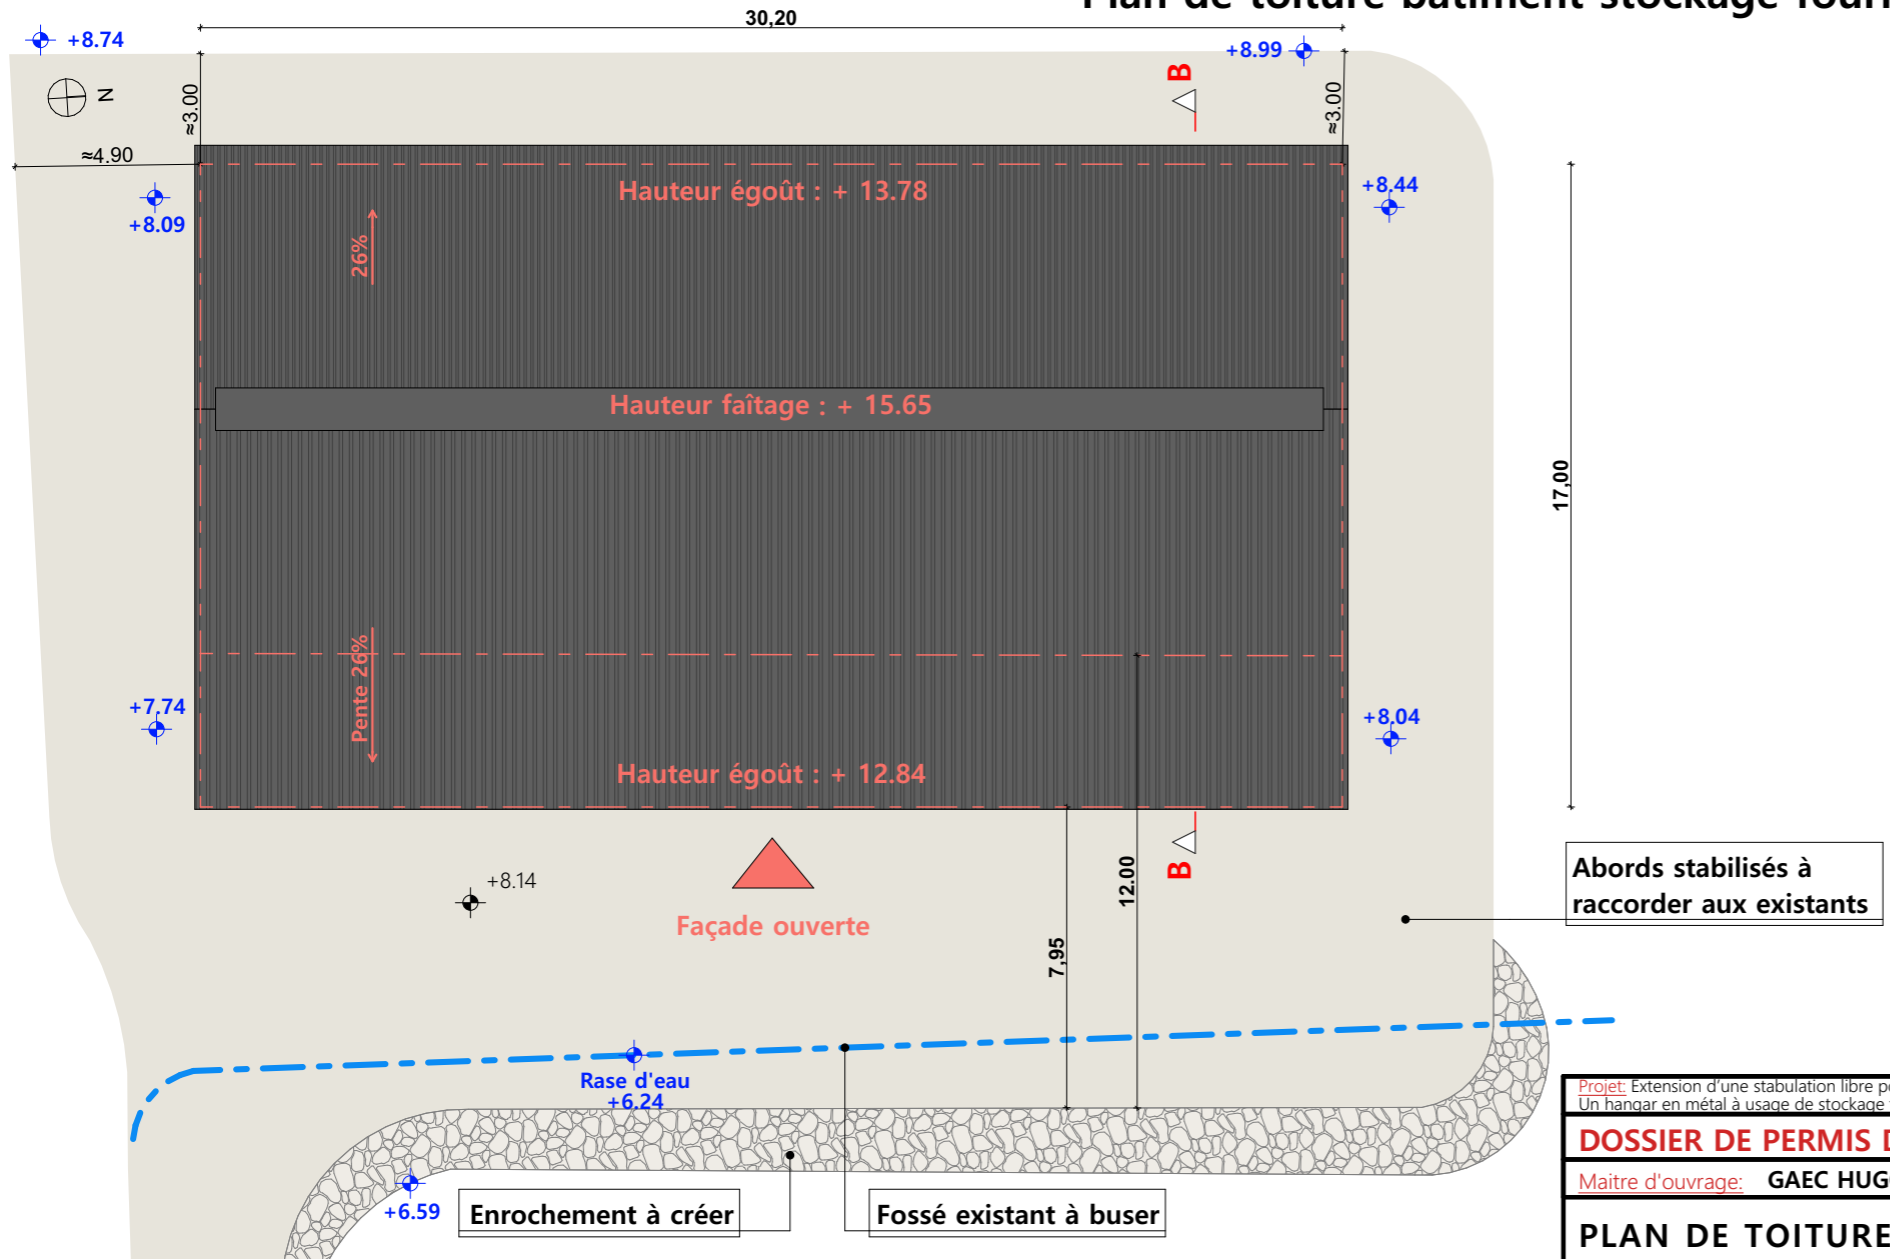 Plan de toiture bâtiment stockage
30,20
+8.74
+8.99
B
N
≈3.00
≈3.00
≈4.90
Hauteur égoût : + 13.78
+8.44
+8.09
26%
Hauteur faîtage : + 15.65
17,00
Pente 26%
+7.74
+8.04
Hauteur égoût : + 12.84
B
12.00
+8.14
Façade ouverte
7,95
Abords stabilisés à
raccorder aux existants
Rase d'eau
+6.24
+6.59
Enrochement à créer
Fossé existant à buser
Projet: Extension d'une stabulation libre
Un hangar en métal à usage de stockage
DOSSIER DE PERMIS
Maitre d'ouvrage: GAEC
PLAN DE TOITURE